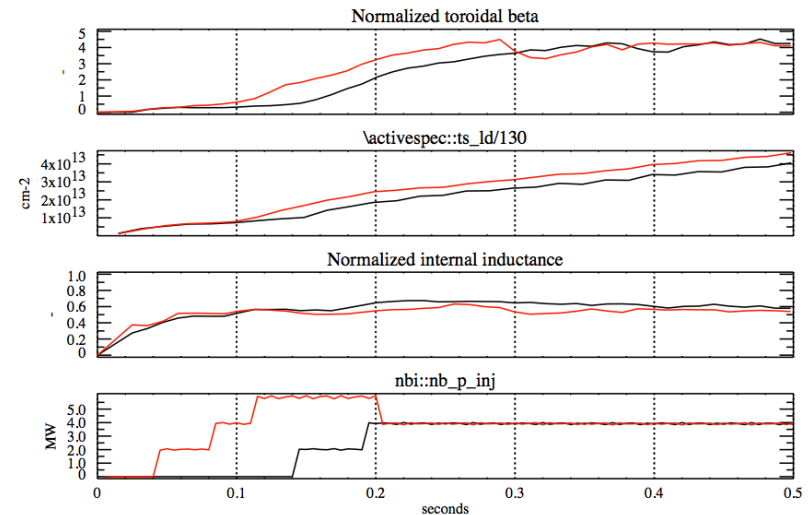 Normalized toroidal beta
5
4
3
2
1
0
-
\activespec::ts_ld/130
4x10^13
3x10^13
2x10^13
1x10^13
cm-2
Normalized internal inductance
1.0
0.8
0.6
0.4
0.2
0
-
nbi::nb_p_inj
5.0
4.0
3.0
2.0
1.0
0
MW
0 0.1 0.2 0.3 0.4 0.5
seconds